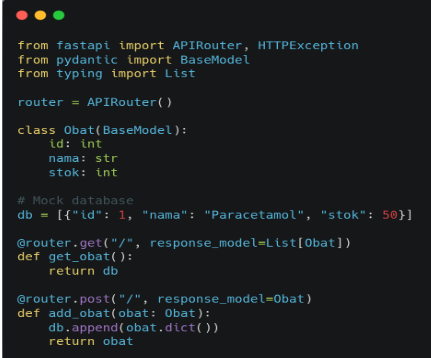 from fastapi import APIRouter, HTTPException
from pydantic import BaseModel
from typing import List

router = APIRouter()

class Obat(BaseModel):
    id: int
    nama: str
    stok: int

# Mock database
db = [{"id": 1, "nama": "Paracetamol", "stok": 50}]

@router.get("/", response_model=List[Obat])
def get_obat():
    return db

@router.post("/", response_model=Obat)
def add_obat(obat: Obat):
    db.append(obat.dict())
    return obat